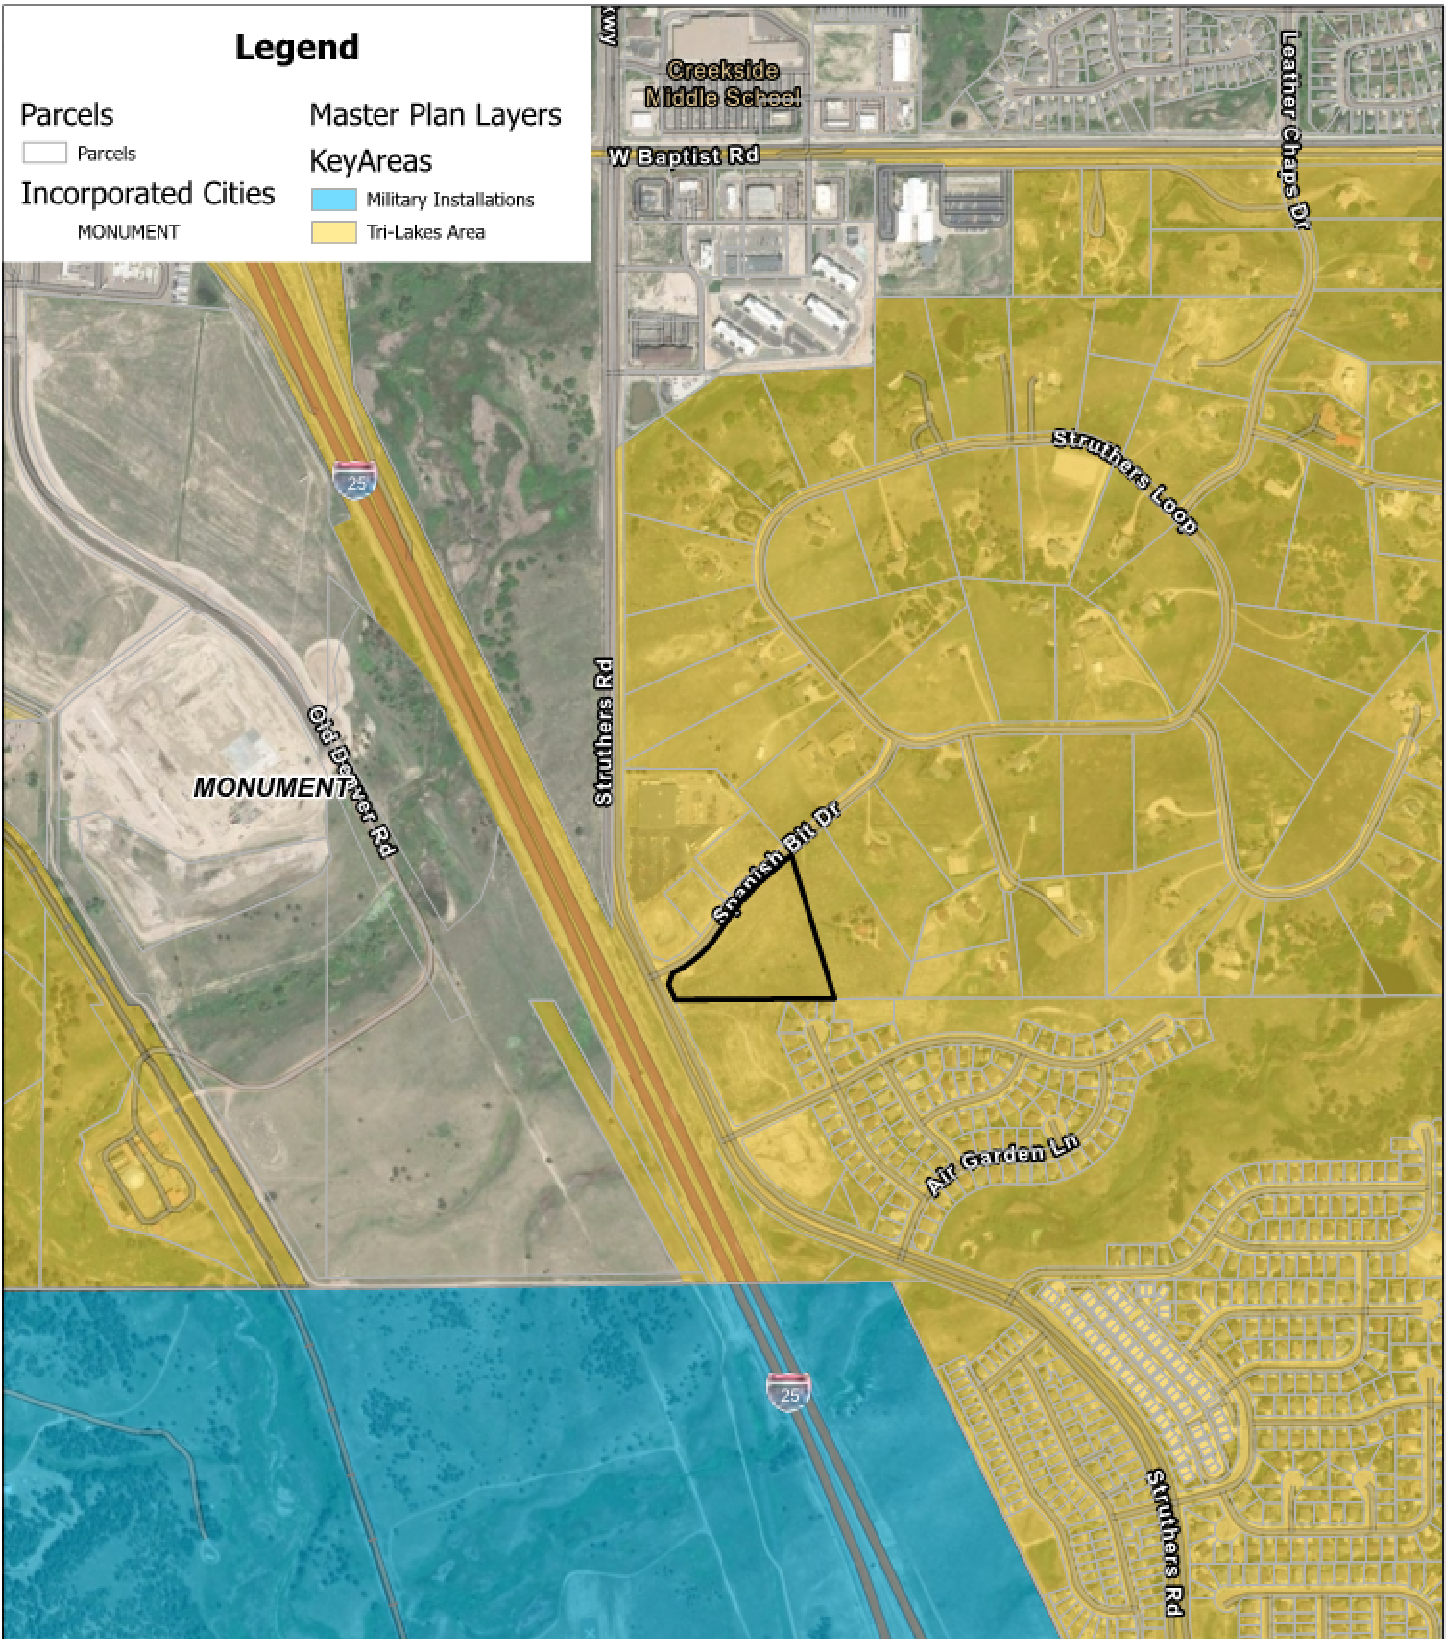 Legend
Parcels
Parcels
Incorporated Cities
MONUMENT
Master Plan Layers
KeyAreas
Military Installations
Tri-Lakes Area
kwy
Creekside
Middle School
W Baptist Rd
Leather Chaps Dr
25
Struthers Loop
Struthers Rd
Old Denver Rd
MONUMENT
Spanish Bit Dr
Air Garden Ln
25
Struthers Rd